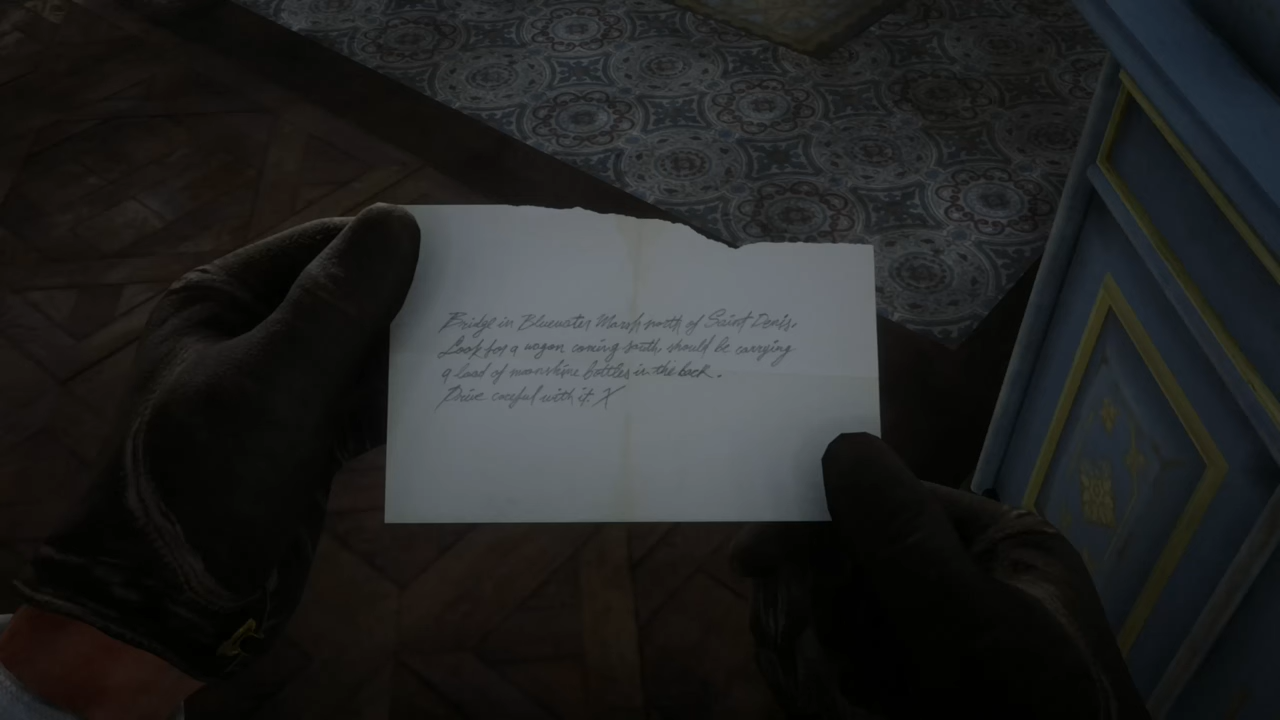 Bridge in Bluewater Marsh north of Saint Denis.
Look for a wagon coming south, should be carrying
a load of moonshine bottles in the back.
Drive careful with it. X